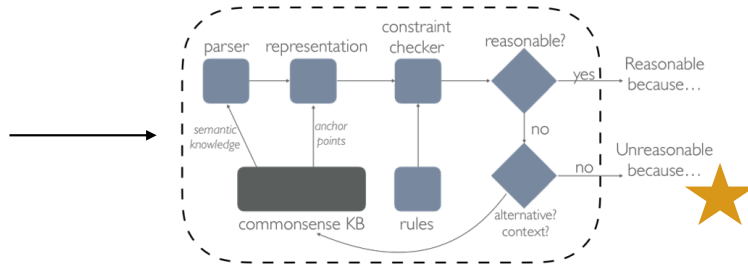 constraint
checker
parser
representation
reasonable?
yes
Reasonable
because…
semantic
knowledge
anchor
points
no
no
Unreasonable
because…
commonsense KB
rules
alternative?
context?